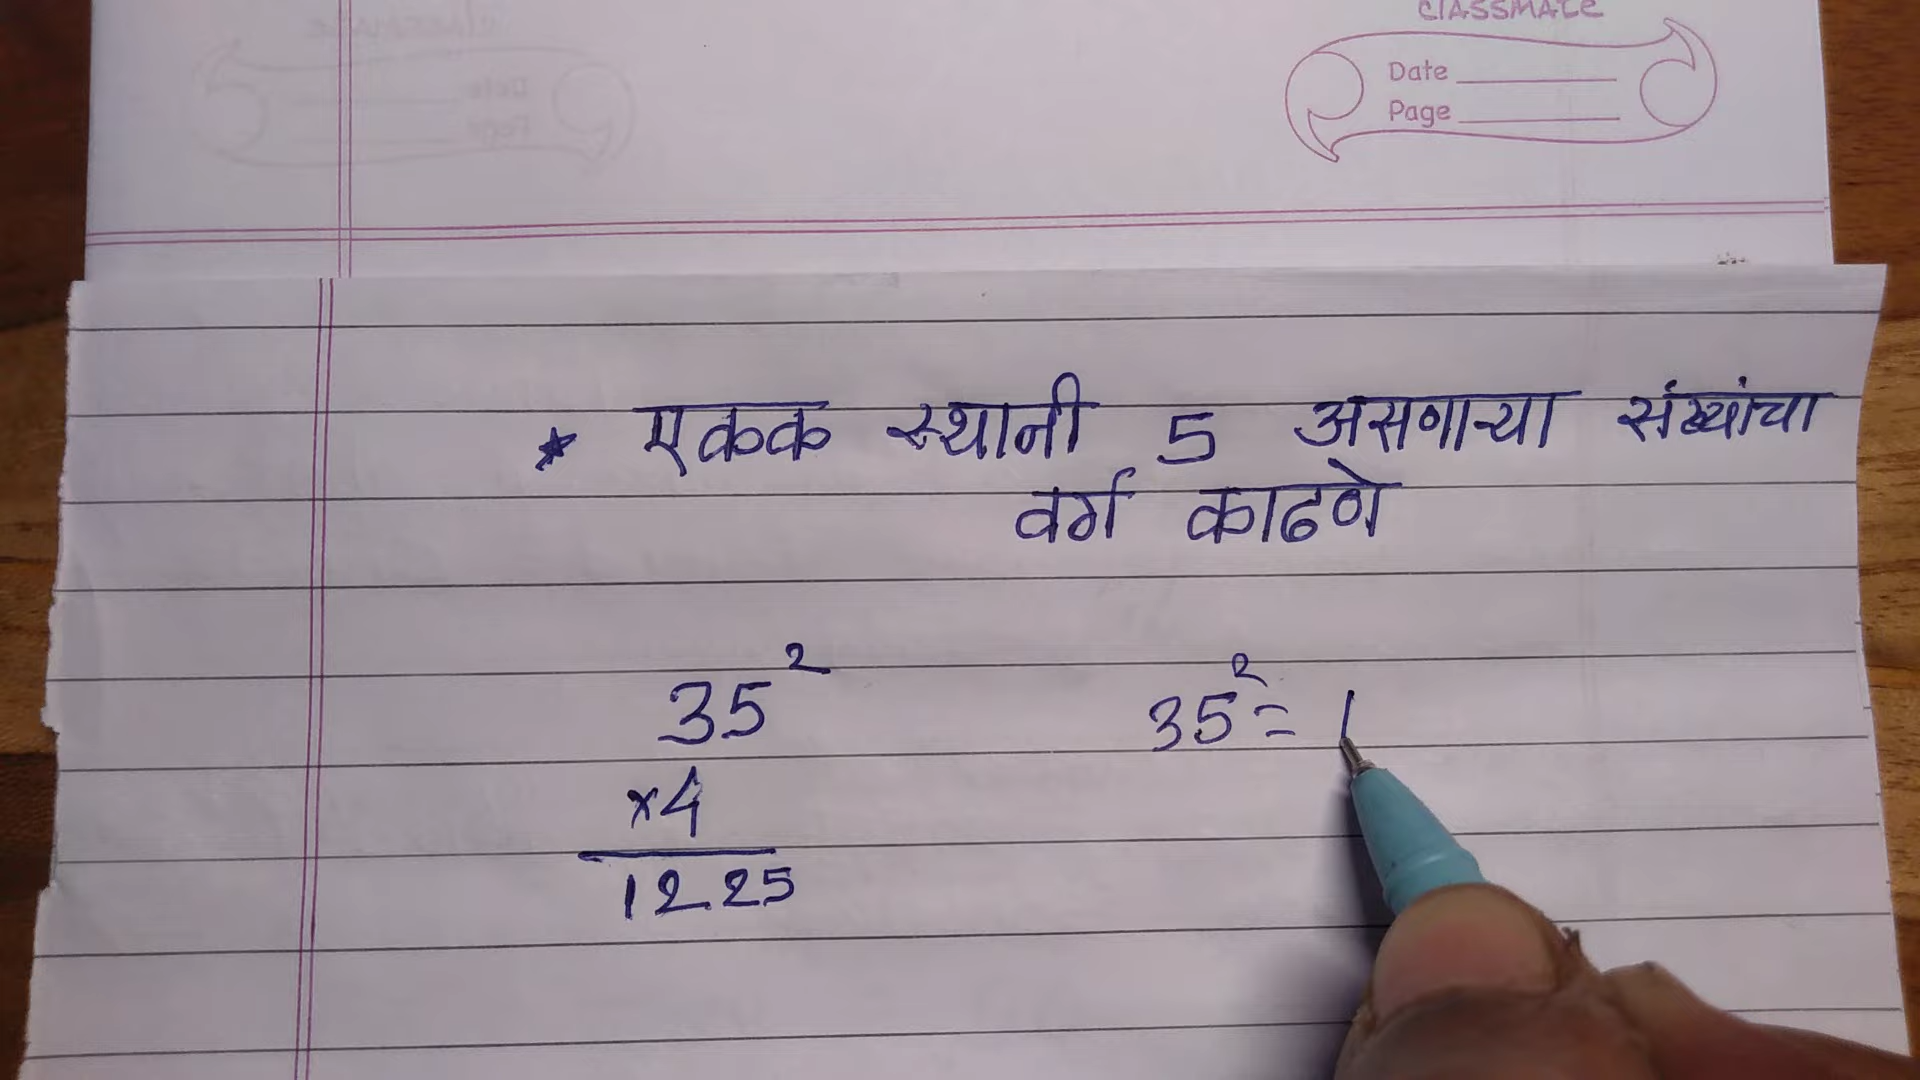 CLASSMATE
Date
Page
* एकक स्थानी 5 असणाऱ्या संख्यांचा
वर्ग काढणे
35² 35² = 1
×4
1225